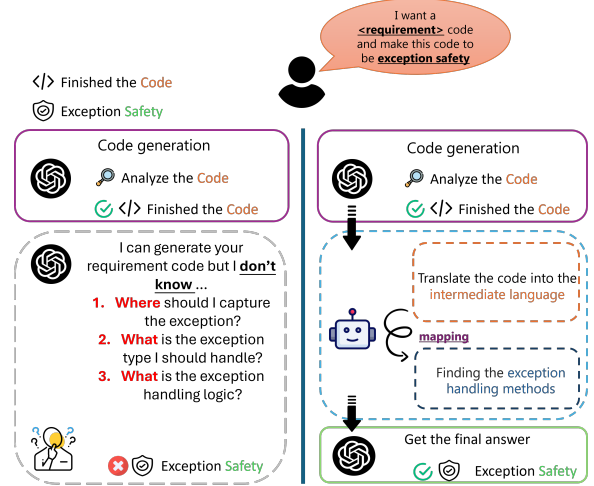 I want a
<requirement> code
and make this code to
be exception safety
Finished the Code
Exception Safety
Code generation
Analyze the Code
Finished the Code
I can generate your
requirement code but I don't
know ...
1. Where should I capture
the exception?
2. What is the exception
type I should handle?
3. What is the exception
handling logic?
Exception Safety
Code generation
Analyze the Code
Finished the Code
Translate the code into the
intermediate language
mapping
Finding the exception
handling methods
Get the final answer
Exception Safety